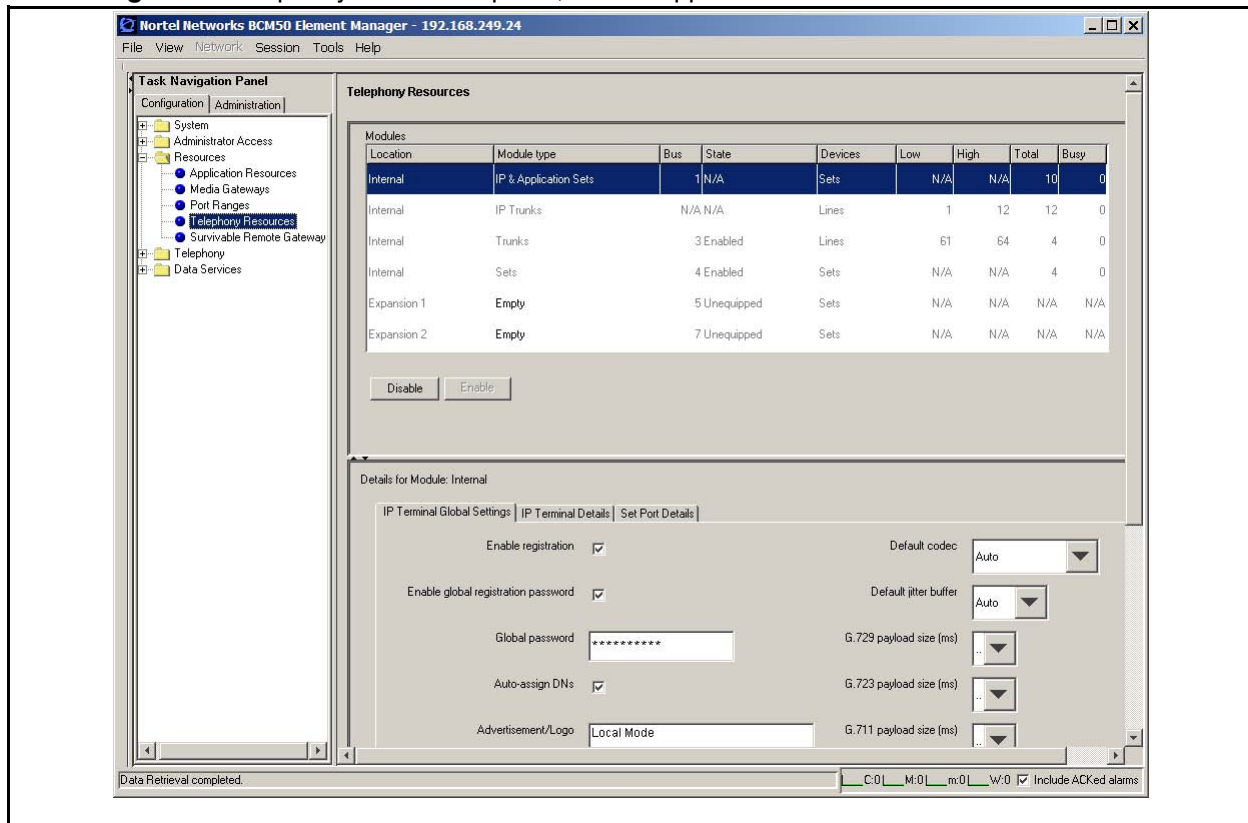 Nortel Networks BCM50 Element Manager - 192.168.249.24
File View Network Session Tools Help
Task Navigation Panel
Configuration Administration
System
Administrator Access
Resources
Application Resources
Media Gateways
Port Ranges
Telephony Resources
Survivable Remote Gateway
Telephony
Data Services
Telephony Resources
Modules
Location Module type Bus State Devices Low High Total Busy
Internal IP & Application Sets 1 N/A Sets N/A N/A 10 0
Internal IP Trunks N/A N/A Lines 1 12 12 0
Internal Trunks 3 Enabled Lines 61 64 4 0
Internal Sets 4 Enabled Sets N/A N/A 4 0
Expansion 1 Empty 5 Unequipped Sets N/A N/A N/A N/A
Expansion 2 Empty 7 Unequipped Sets N/A N/A N/A N/A
Disable Enable
Details for Module: Internal
IP Terminal Global Settings IP Terminal Details Set Port Details
Enable registration Default codec Auto
Enable global registration password Default jitter buffer Auto
Global password ********** G.729 payload size (ms) ..
Auto-assign DNs G.723 payload size (ms) ..
Advertisement/Logo Local Mode G.711 payload size (ms) ..
Data Retrieval completed. C:0 M:0 m:0 W:0 Include ACKed alarms